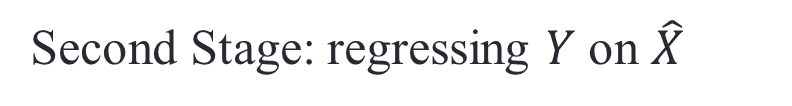 Second Stage: regressing Y on X̂